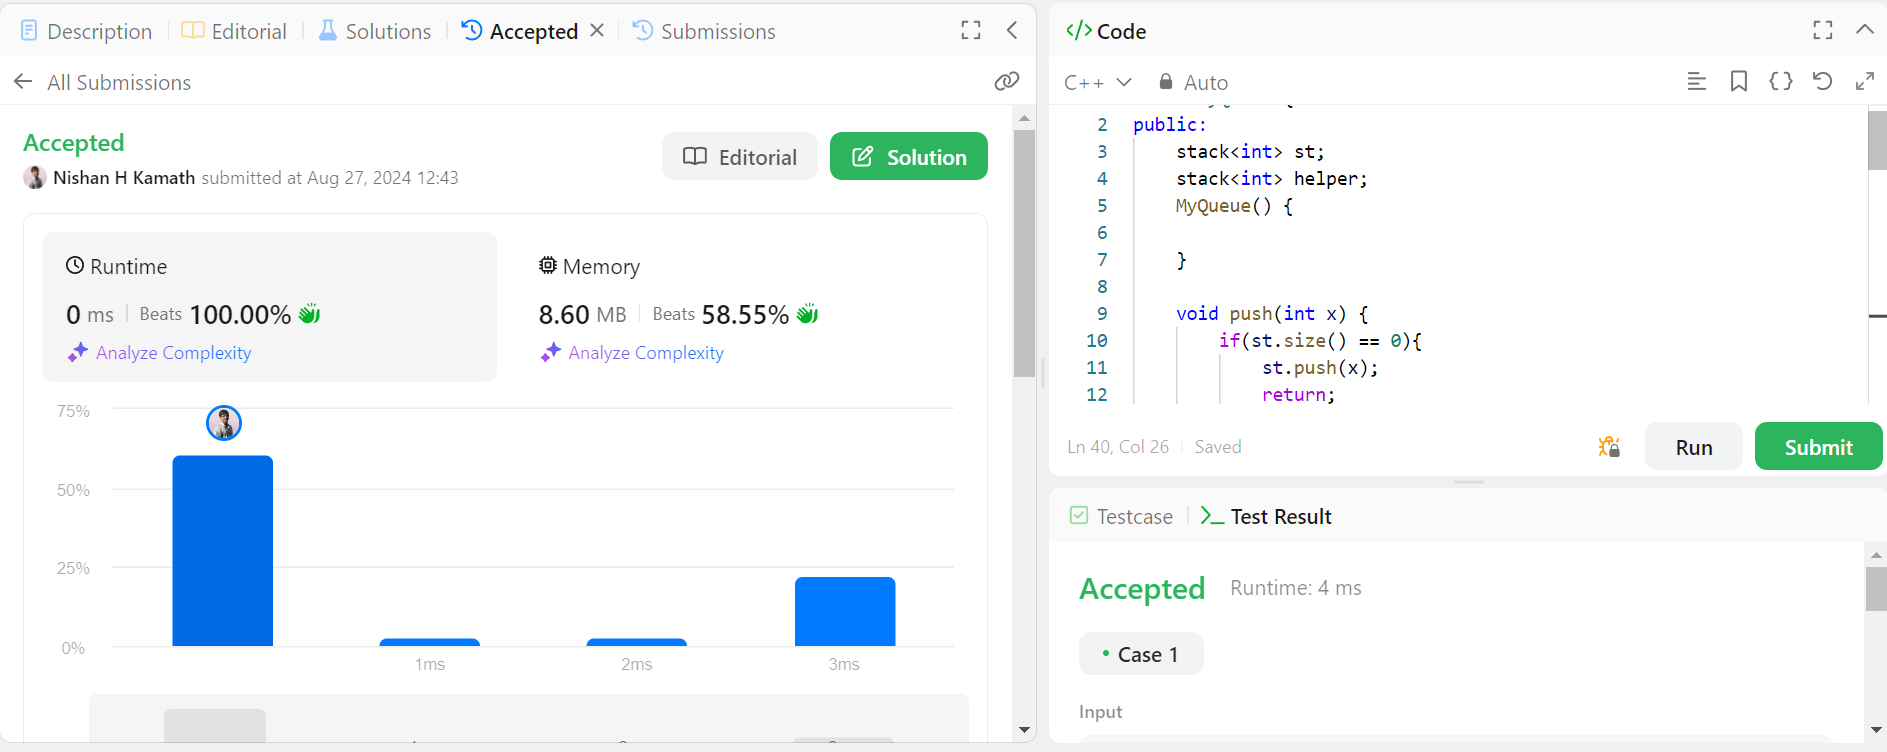 Description
Editorial
Solutions
Accepted
Submissions
All Submissions
Accepted
Nishan H Kamath submitted at Aug 27, 2024 12:43
Editorial
Solution
Runtime
0 ms
Beats 100.00%
Analyze Complexity
Memory
8.60 MB
Beats 58.55%
Analyze Complexity
75%
50%
25%
0%
1ms
2ms
3ms
</> Code
C++
Auto
2 public:
3 stack<int> st;
4 stack<int> helper;
5 MyQueue() {
6
7 }
8
9 void push(int x) {
10 if(st.size() == 0){
11 st.push(x);
12 return;
Ln 40, Col 26
Saved
Run
Submit
Testcase
Test Result
Accepted
Runtime: 4 ms
Case 1
Input